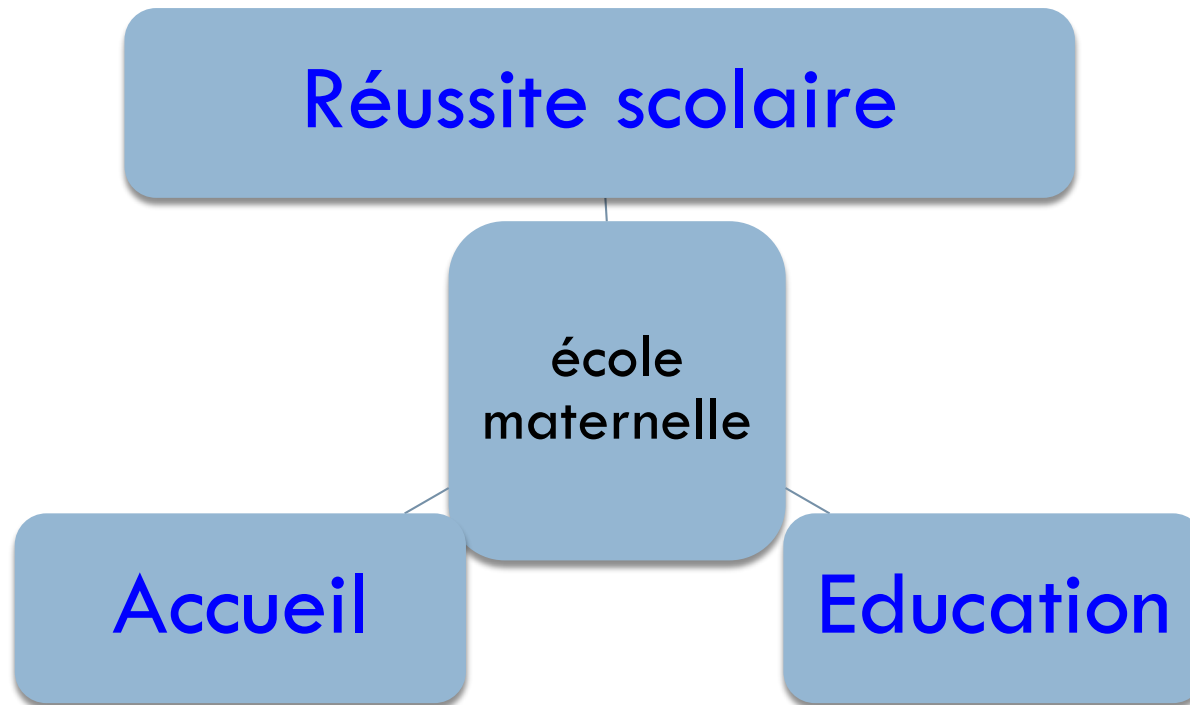 Réussite scolaire
école
maternelle
Accueil
Education